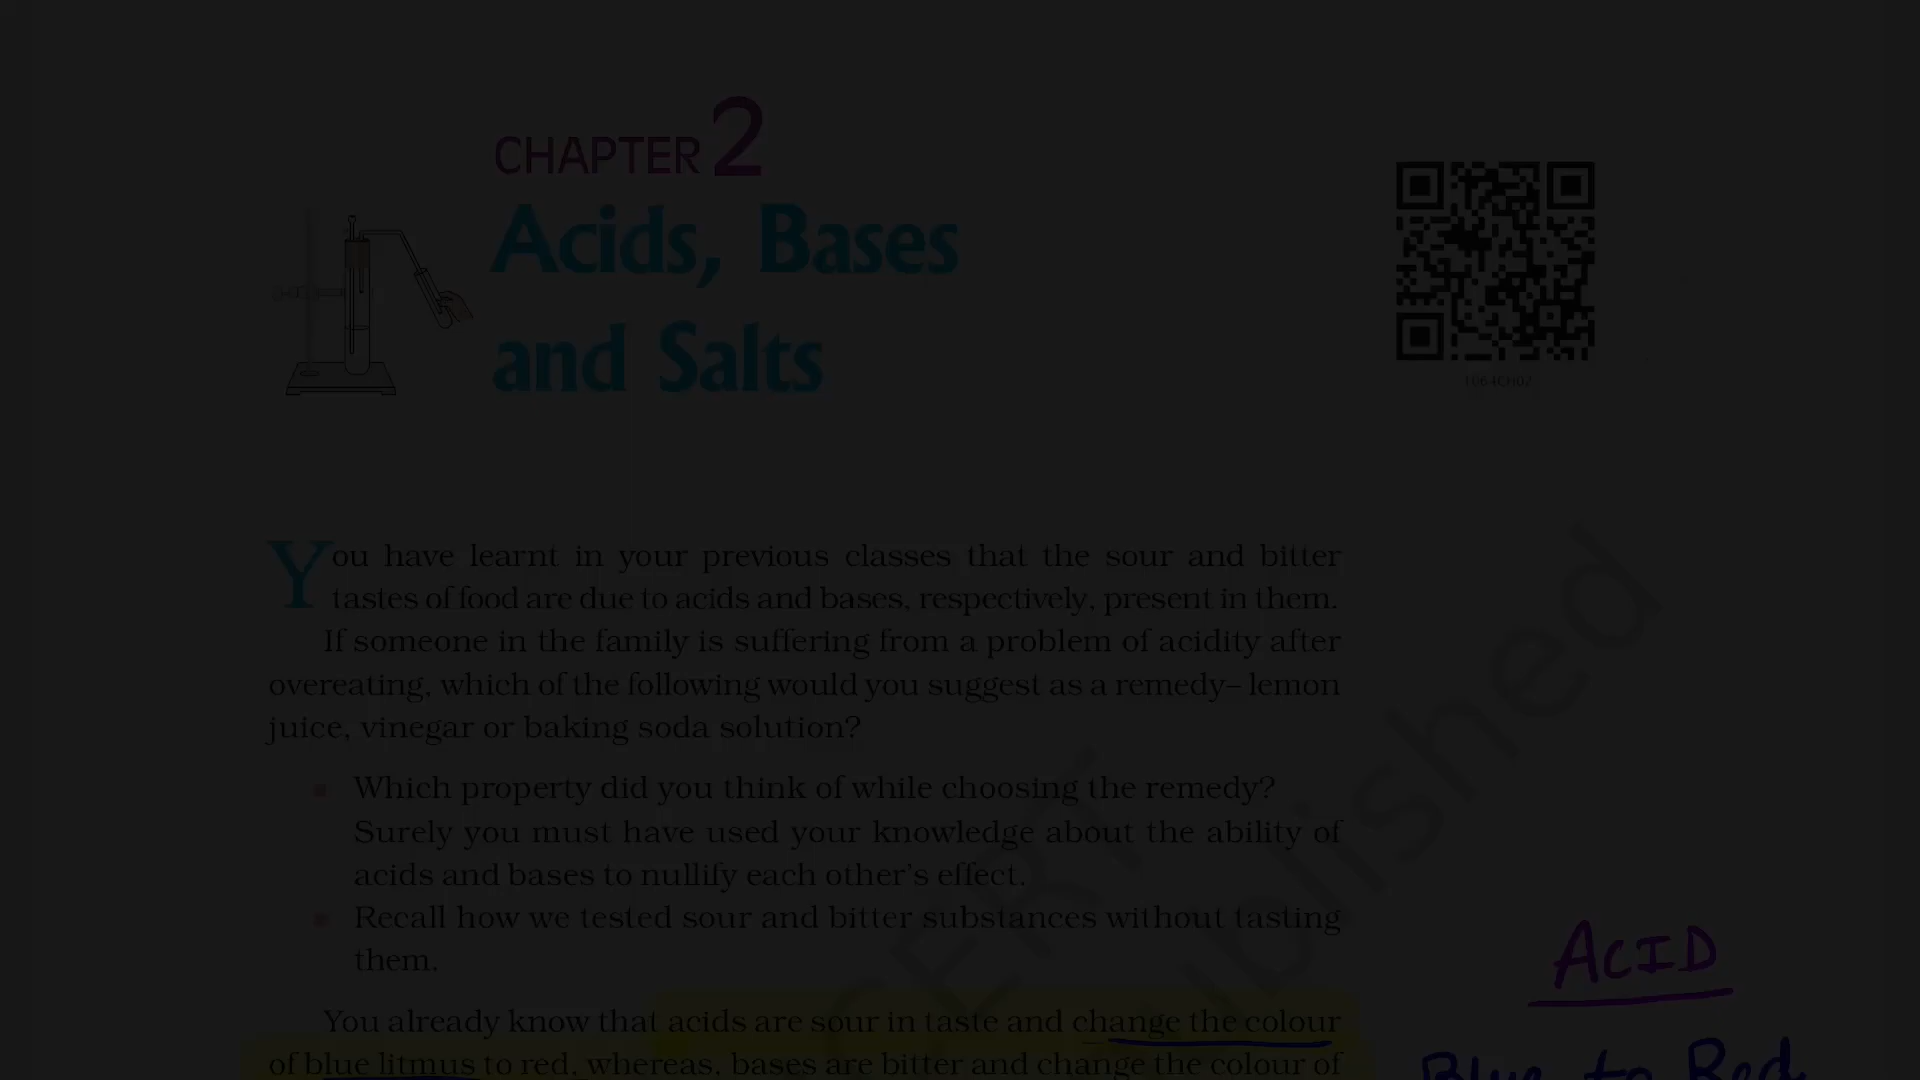 CHAPTER 2
Acids, Bases
and Salts
1064CH02
You have learnt in your previous classes that the sour and bitter
tastes of food are due to acids and bases, respectively, present in them.
If someone in the family is suffering from a problem of acidity after
overeating, which of the following would you suggest as a remedy– lemon
juice, vinegar or baking soda solution?
Which property did you think of while choosing the remedy?
Surely you must have used your knowledge about the ability of
acids and bases to nullify each other's effect.
Recall how we tested sour and bitter substances without tasting
them.
You already know that acids are sour in taste and change the colour
of blue litmus to red, whereas, bases are bitter and change the colour of
ACID
Blue to Red